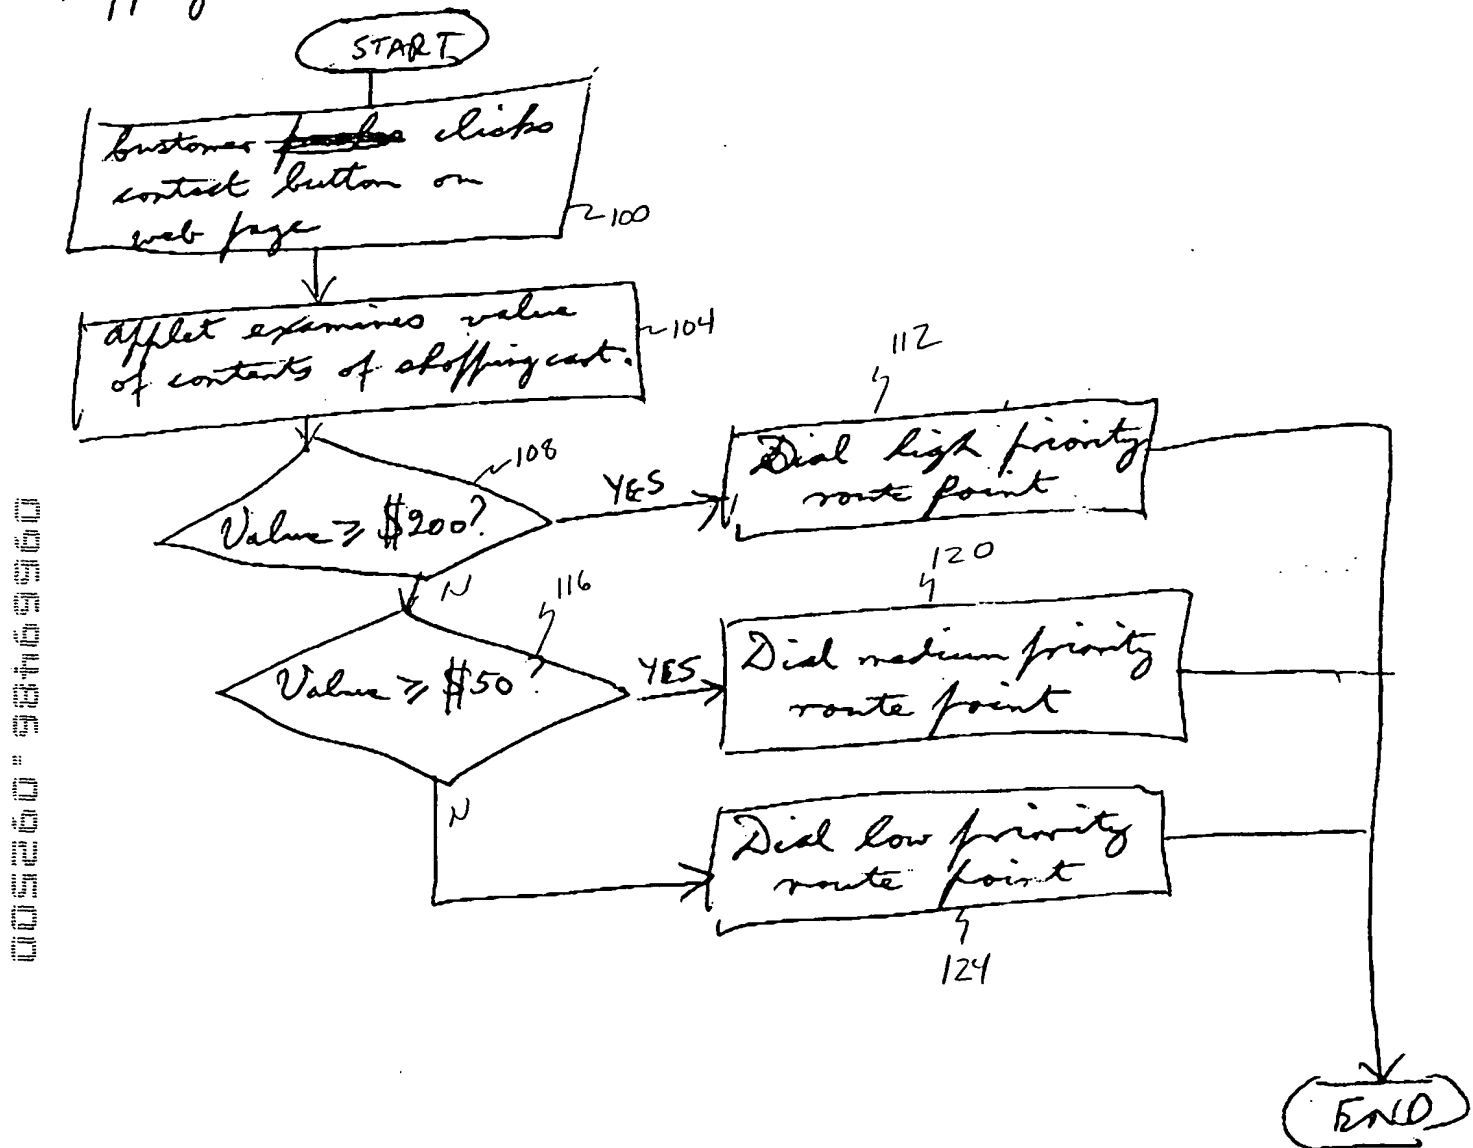 START
Customer clicks
contact button on
web page
100
applet examines value
of contents of shopping cart.
104
108
Value ≥ $200?
YES
112
Dial high priority
route point
N
116
Value ≥ $50?
YES
120
Dial medium priority
route point
N
Dial low priority
route point
124
END